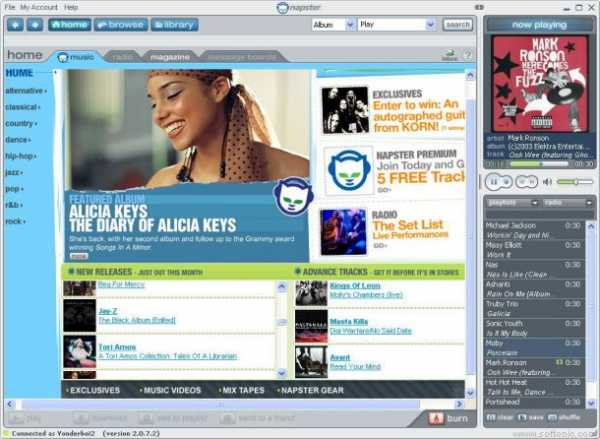 File My Account Help
napster
home
browse
library
Album
Play
search
now playing
home
music
radio
magazine
message boards
inbox
HOME
alternative
classical
country
dance
hip-hop
jazz
pop
r&b
rock
FEATURED ALBUM
ALICIA KEYS
THE DIARY OF ALICIA KEYS
She's back, with her second album and follow up to the Grammy award
winning Songs In A Minor.
more
EXCLUSIVES
Enter to win: An
autographed guit
from KORN!
NAPSTER PREMIUM
Join Today and G
5 FREE Track
GO
RADIO
The Set List
Live Performances
GO
MARK
RONSON
HERE COMES
THE FUZZ
artist Mark Ronson
album (c)2003 Elektra Entertai...
track Ooh Wee (featuring Gho
playlists
radio
Michael Jackson 0:30
Workin' Day and Ni...
Missy Elliott 0:30
Work It
Nas 0:30
Nas Is Like (Clean
Ashanti 0:30
Rain On Me (Album
Truby Trio 0:30
Galicia
Sonic Youth 0:30
Is It My Body
Moby 0:30
Porcelain
Mark Ronson 0:30
Ooh Wee (featuring G...
Hot Hot Heat 0:30
Talk to Me, Dance
Portishead 0:30
clear save shuffle
NEW RELEASES - JUST OUT THIS MONTH
Beg For Mercy
Jay-Z
The Black Album [Edited]
Tori Amos
A Tori Amos Collection: Tales Of A Librarian
ADVANCE TRACKS - GET IT BEFORE IT'S IN STORES
Kings Of Leon
Molly's Chambers (live)
Masta Killa
Digi Warfare/No Said Date
Avant
Read Your Mind
EXCLUSIVES
MUSIC VIDEOS
MIX TAPES
NAPSTER GEAR
play
download
add to playlist
send to a friend
burn
Connected as Yonderboi2 (version 2.0.7.2)
www.softpic.com